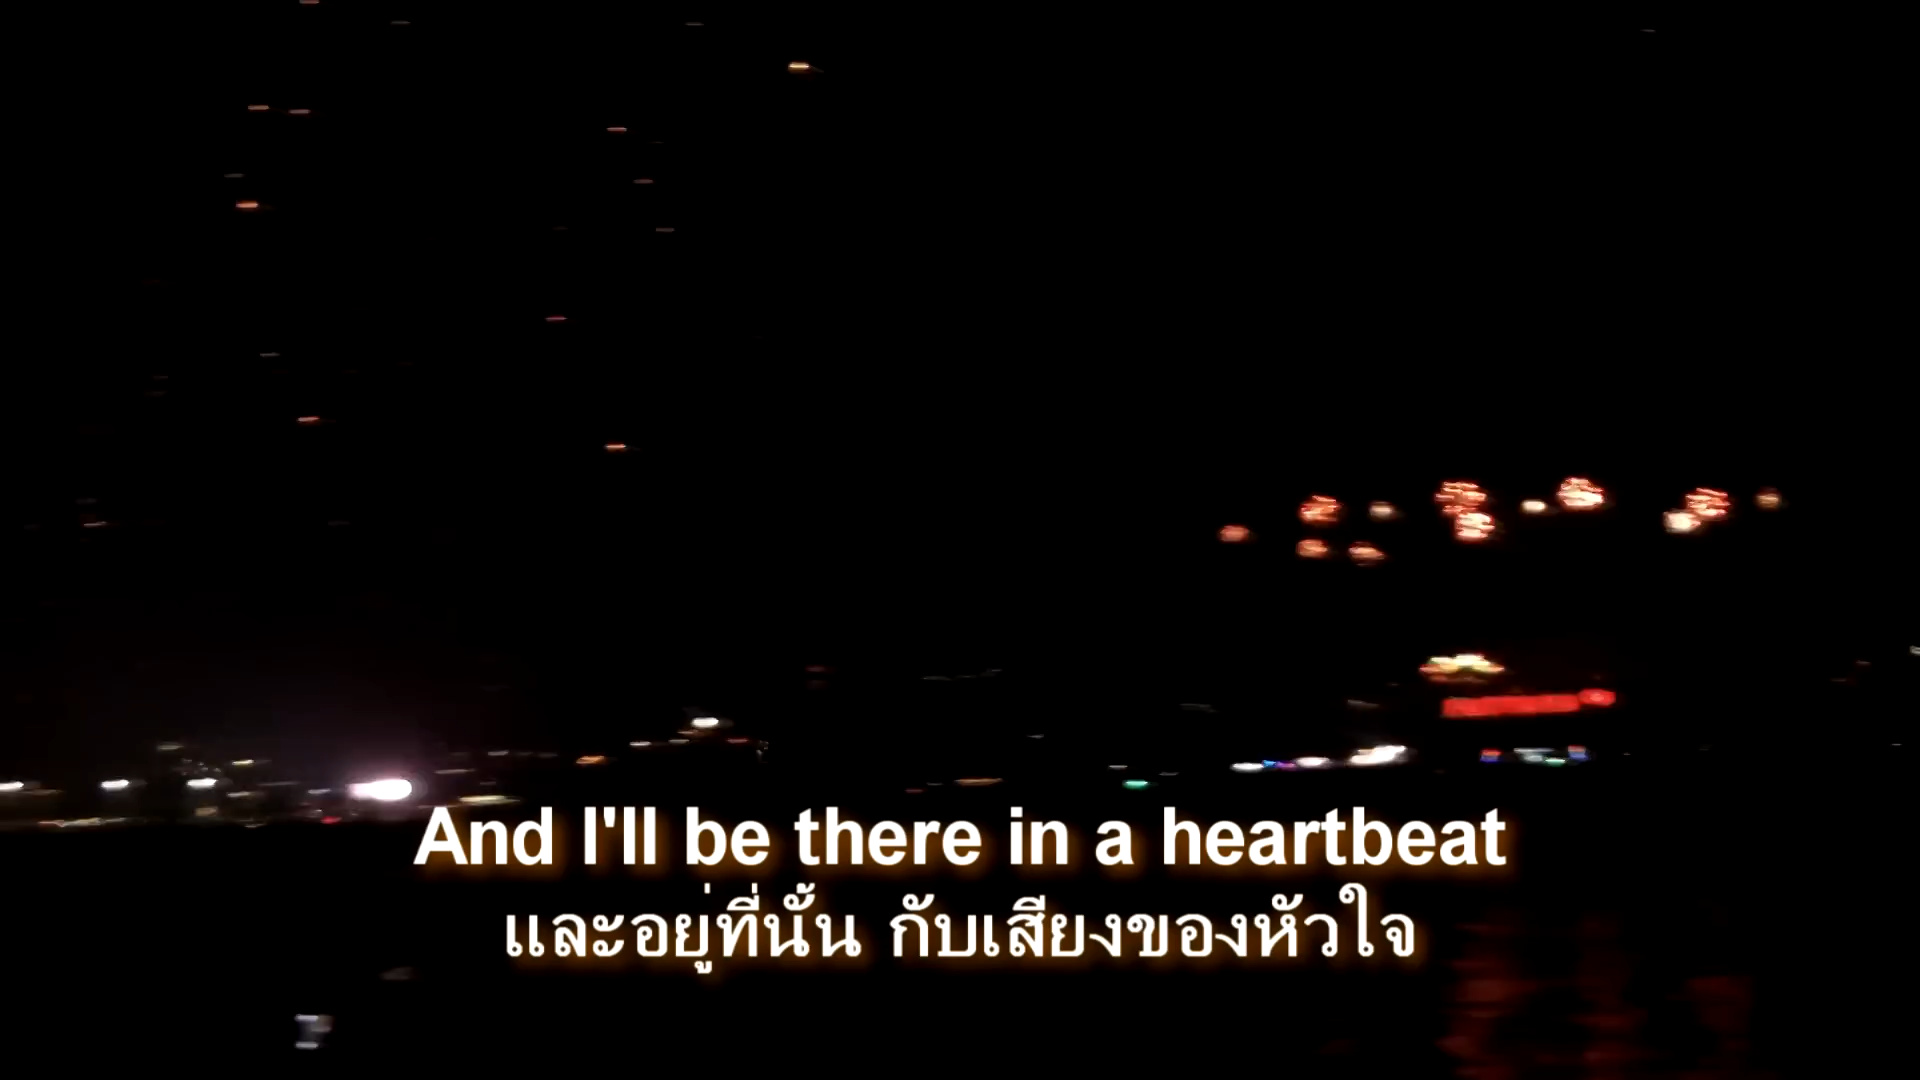 And I'll be there in a heartbeat
และอยู่ที่นั้น กับเสียงของหัวใจ